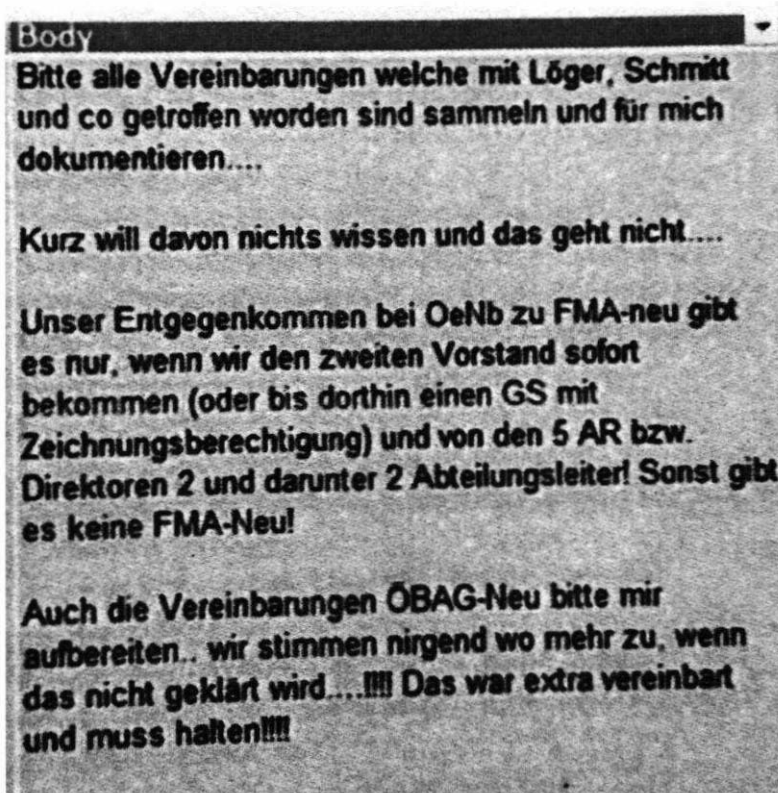 Body
Bitte alle Vereinbarungen welche mit Löger, Schmitt
und co getroffen worden sind sammeln und für mich
dokumentieren....
Kurz will davon nichts wissen und das geht nicht....
Unser Entgegenkommen bei OeNb zu FMA-neu gibt
es nur, wenn wir den zweiten Vorstand sofort
bekommen (oder bis dorthin einen GS mit
Zeichnungsberechtigung) und von den 5 AR bzw.
Direktoren 2 und darunter 2 Abteilungsleiter! Sonst gibt
es keine FMA-Neu!
Auch die Vereinbarungen ÖBAG-Neu bitte mir
aufbereiten.. wir stimmen nirgend wo mehr zu, wenn
das nicht geklärt wird....!!!! Das war extra vereinbart
und muss halten!!!!